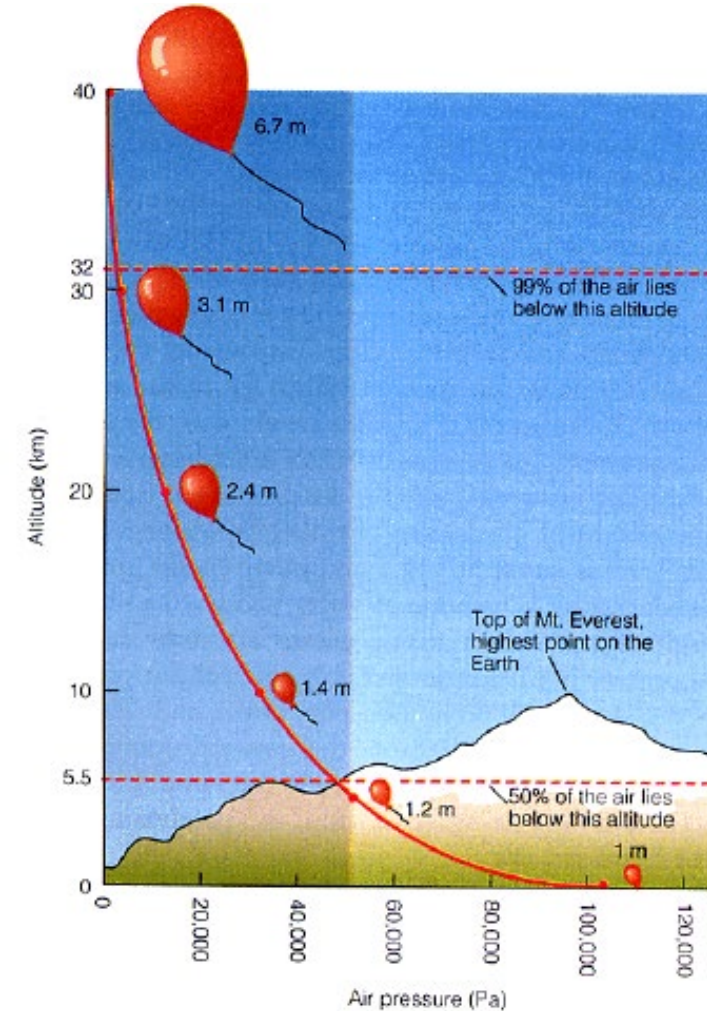 40
6.7 m
32
99% of the air lies
below this altitude
30
3.1 m
Altitude (km)
20
2.4 m
Top of Mt. Everest,
highest point on the
Earth
10
1.4 m
5.5
50% of the air lies
below this altitude
1.2 m
1 m
0
0
20,000
40,000
60,000
80,000
100,000
120,000
Air pressure (Pa)